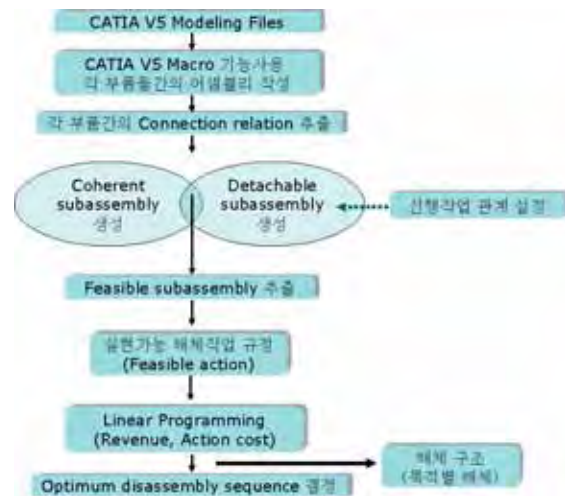 CATIA V5 Modeling Files
CATIA V5 Macro 기능사용
각 부품들간의 어셈블리 작성
각 부품간의 Connection relation 추출
Coherent
subassembly
생성
Detachable
subassembly
생성
선행작업 관계 설정
Feasible subassembly 추출
실현가능 해체작업 규정
(Feasible action)
Linear Programming
(Revenue, Action cost)
해체 구조
(목적별 해체)
Optimum disassembly sequence 결정